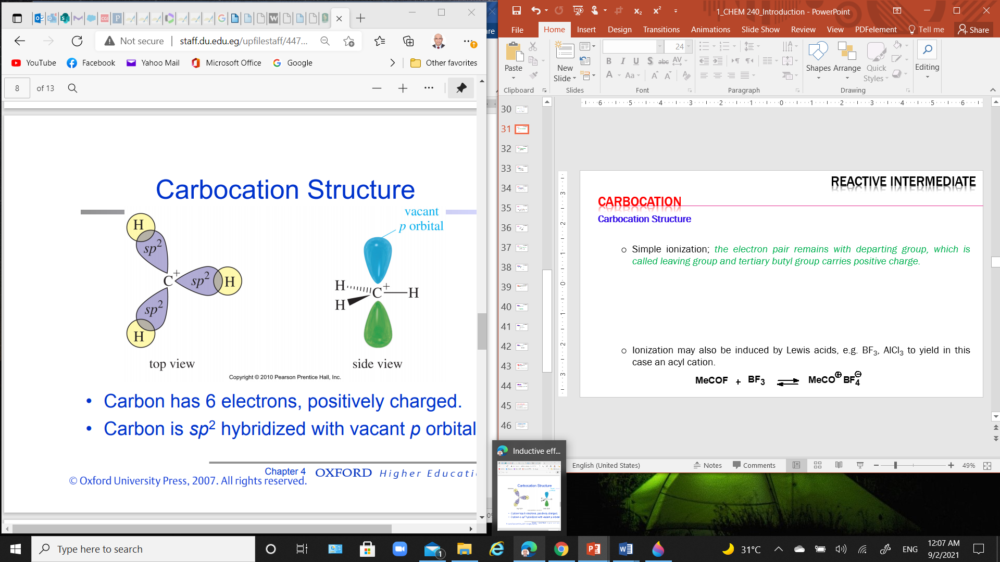 Not secure
staff.du.edu.eg/upfilestaff/447...
YouTube
Facebook
Yahoo Mail
Microsoft Office
Google
Other favorites
8 of 13
Carbocation Structure
vacant
p orbital
H
sp²
C+
sp²
H
sp²
H
H
H
C+
H
top view
side view
Copyright © 2010 Pearson Prentice Hall, Inc.
• Carbon has 6 electrons, positively charged.
• Carbon is sp² hybridized with vacant p orbital
Chapter 4
OXFORD Higher Educati
© Oxford University Press, 2007. All rights reserved.
1_CHEM 240_Introduction - PowerPoint
File
Home
Insert
Design
Transitions
Animations
Slide Show
Review
View
PDFelement
Tell me
Share
Paste
New
Slide
24
Shapes
Arrange
Quick
Styles
Editing
Clipboard
Slides
Font
Paragraph
Drawing
30
31
32
33
34
35
36
37
38
39
40
41
42
43
44
45
46
REACTIVE INTERMEDIATE
CARBOCATION
Carbocation Structure
o Simple ionization; the electron pair remains with departing group, which is
called leaving group and tertiary butyl group carries positive charge.
o Ionization may also be induced by Lewis acids, e.g. BF₃, AlCl₃ to yield in this
case an acyl cation.
MeCOF + BF₃ ⇌ MeCO⊕ BF₄⊖
Inductive eff...
English (United States)
Notes
Comments
49%
Type here to search
31°C
ENG
12:07 AM
9/2/2021